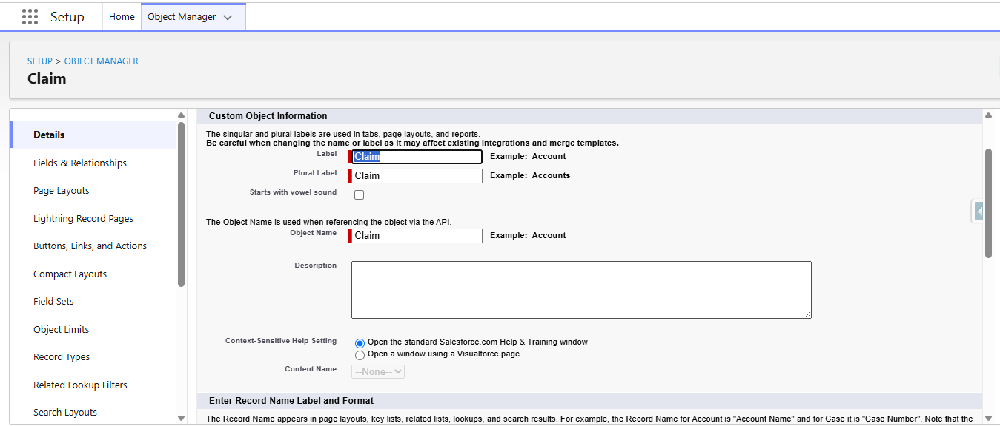 Setup
Home
Object Manager
SETUP > OBJECT MANAGER
Claim
Details
Fields & Relationships
Page Layouts
Lightning Record Pages
Buttons, Links, and Actions
Compact Layouts
Field Sets
Object Limits
Record Types
Related Lookup Filters
Search Layouts
Custom Object Information
The singular and plural labels are used in tabs, page layouts, and reports.
Be careful when changing the name or label as it may affect existing integrations and merge templates.
Label Claim Example: Account
Plural Label Claim Example: Accounts
Starts with vowel sound
The Object Name is used when referencing the object via the API.
Object Name Claim Example: Account
Description
Context-Sensitive Help Setting Open the standard Salesforce.com Help & Training window
Open a window using a Visualforce page
Content Name --None--
Enter Record Name Label and Format
The Record Name appears in page layouts, key lists, related lists, lookups, and search results. For example, the Record Name for Account is "Account Name" and for Case it is "Case Number". Note that the